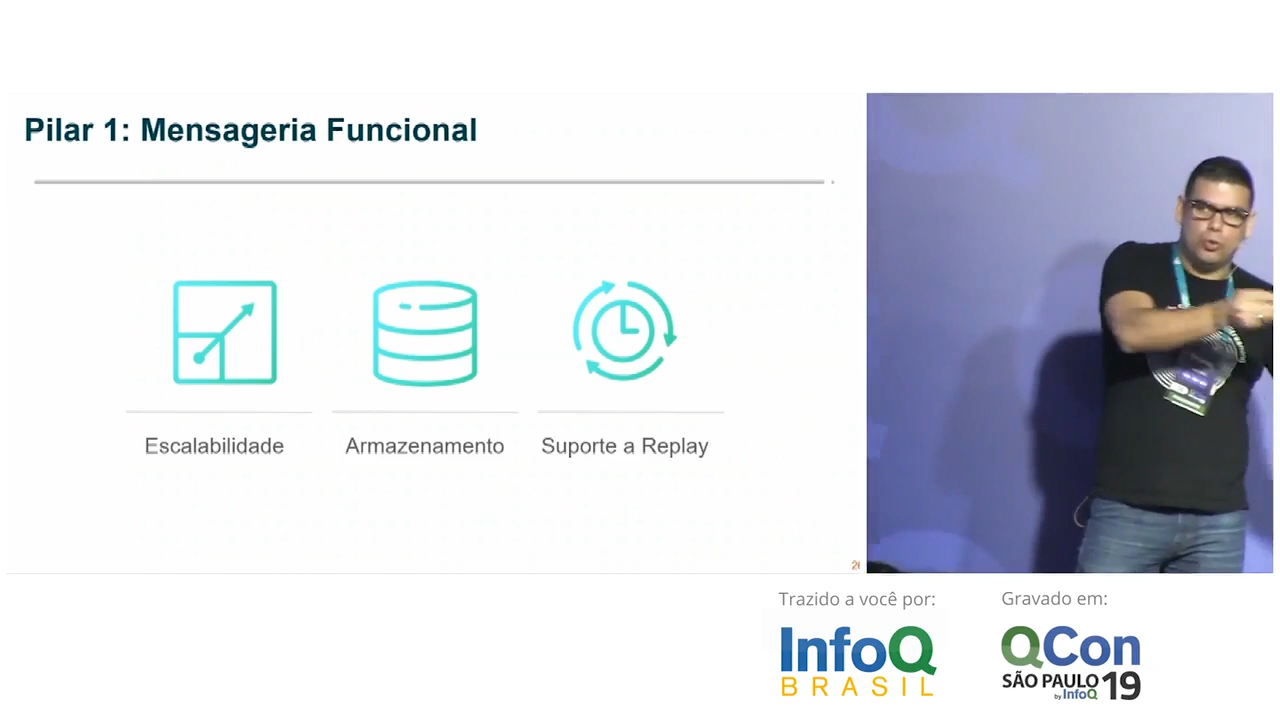 Pilar 1: Mensageria Funcional
Escalabilidade
Armazenamento
Suporte a Replay
Trazido a você por:
InfoQ
BRASIL
Gravado em:
QCon
SÃO PAULO 19
by InfoQ